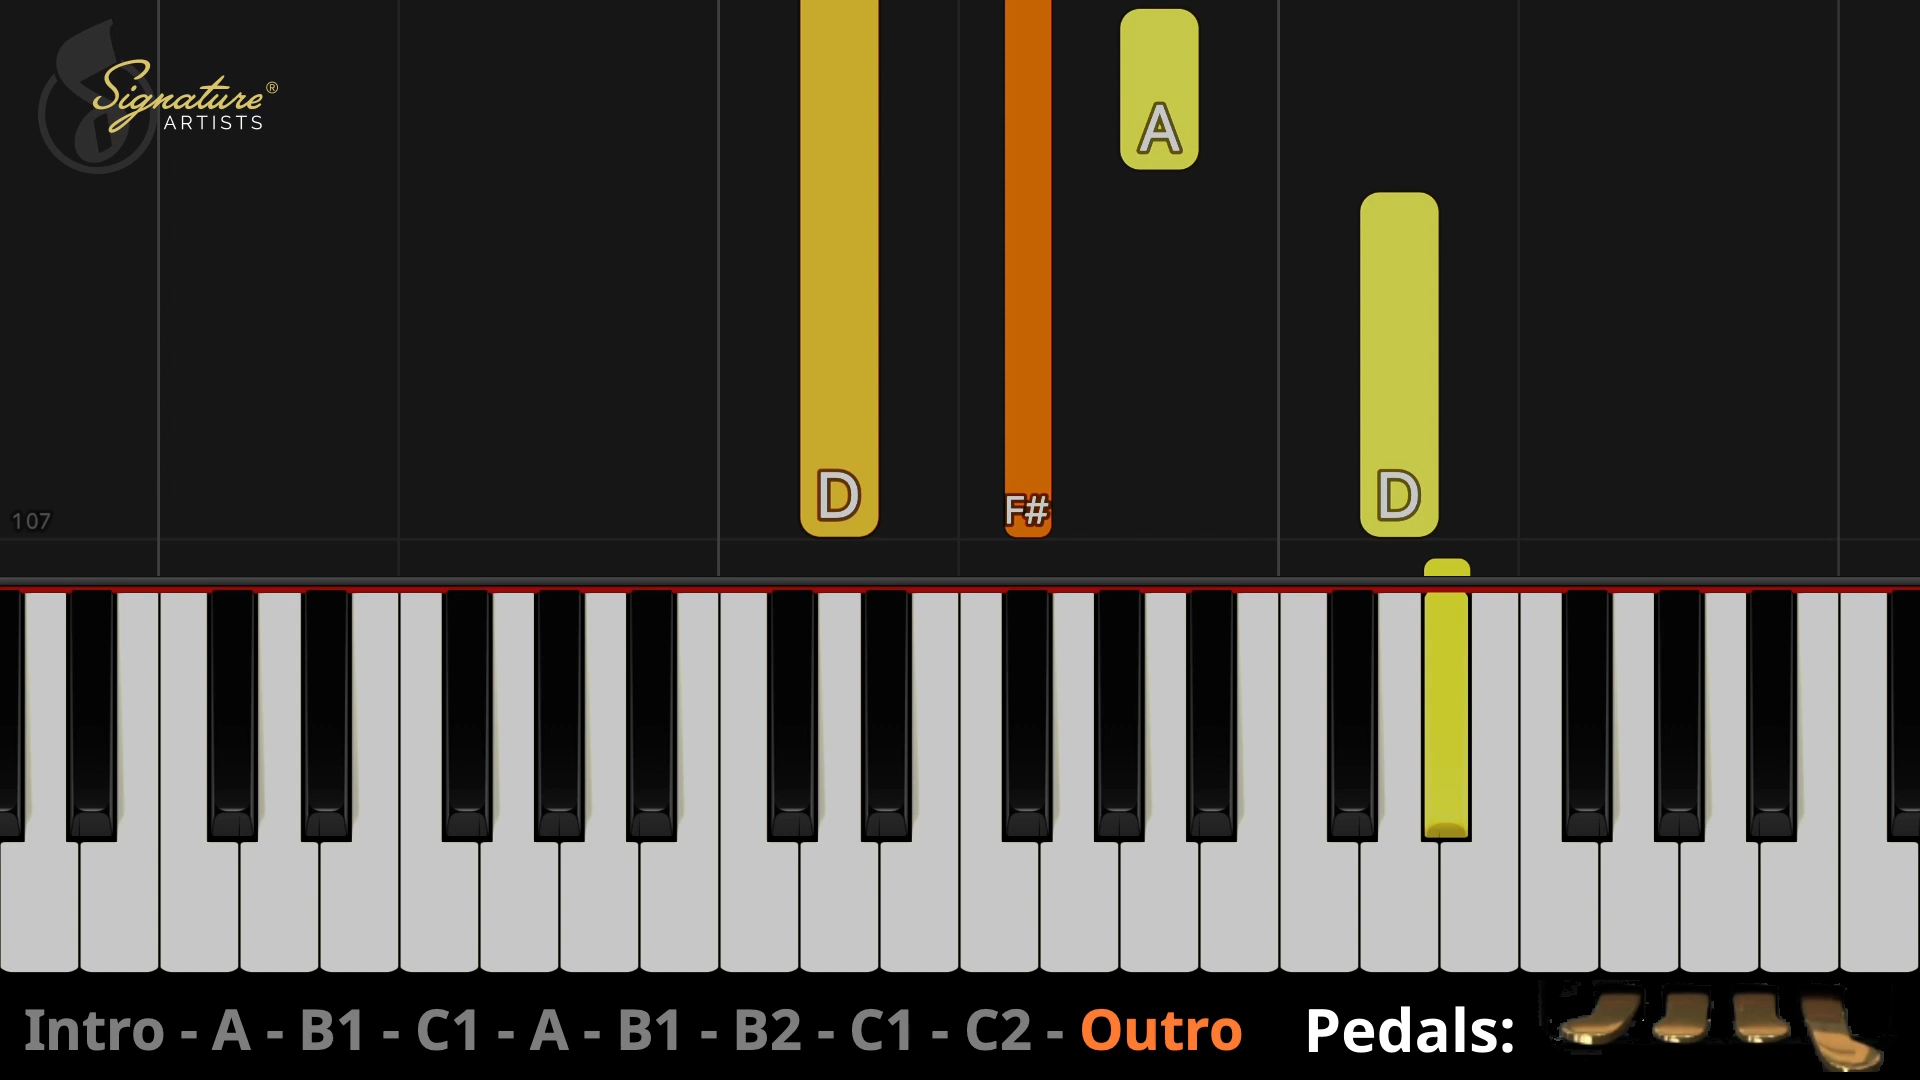 Signature®
ARTISTS
A
D
F#
D
107
Intro - A - B1 - C1 - A - B1 - B2 - C1 - C2 - Outro
Pedals: